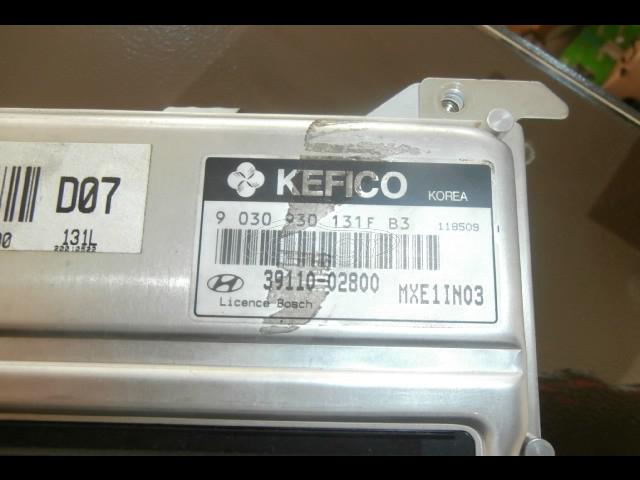 D07
131L
KEFICO KOREA
9 030 930 131F B3 118509
39110-02800 MXE1IN03
Licence Bosch